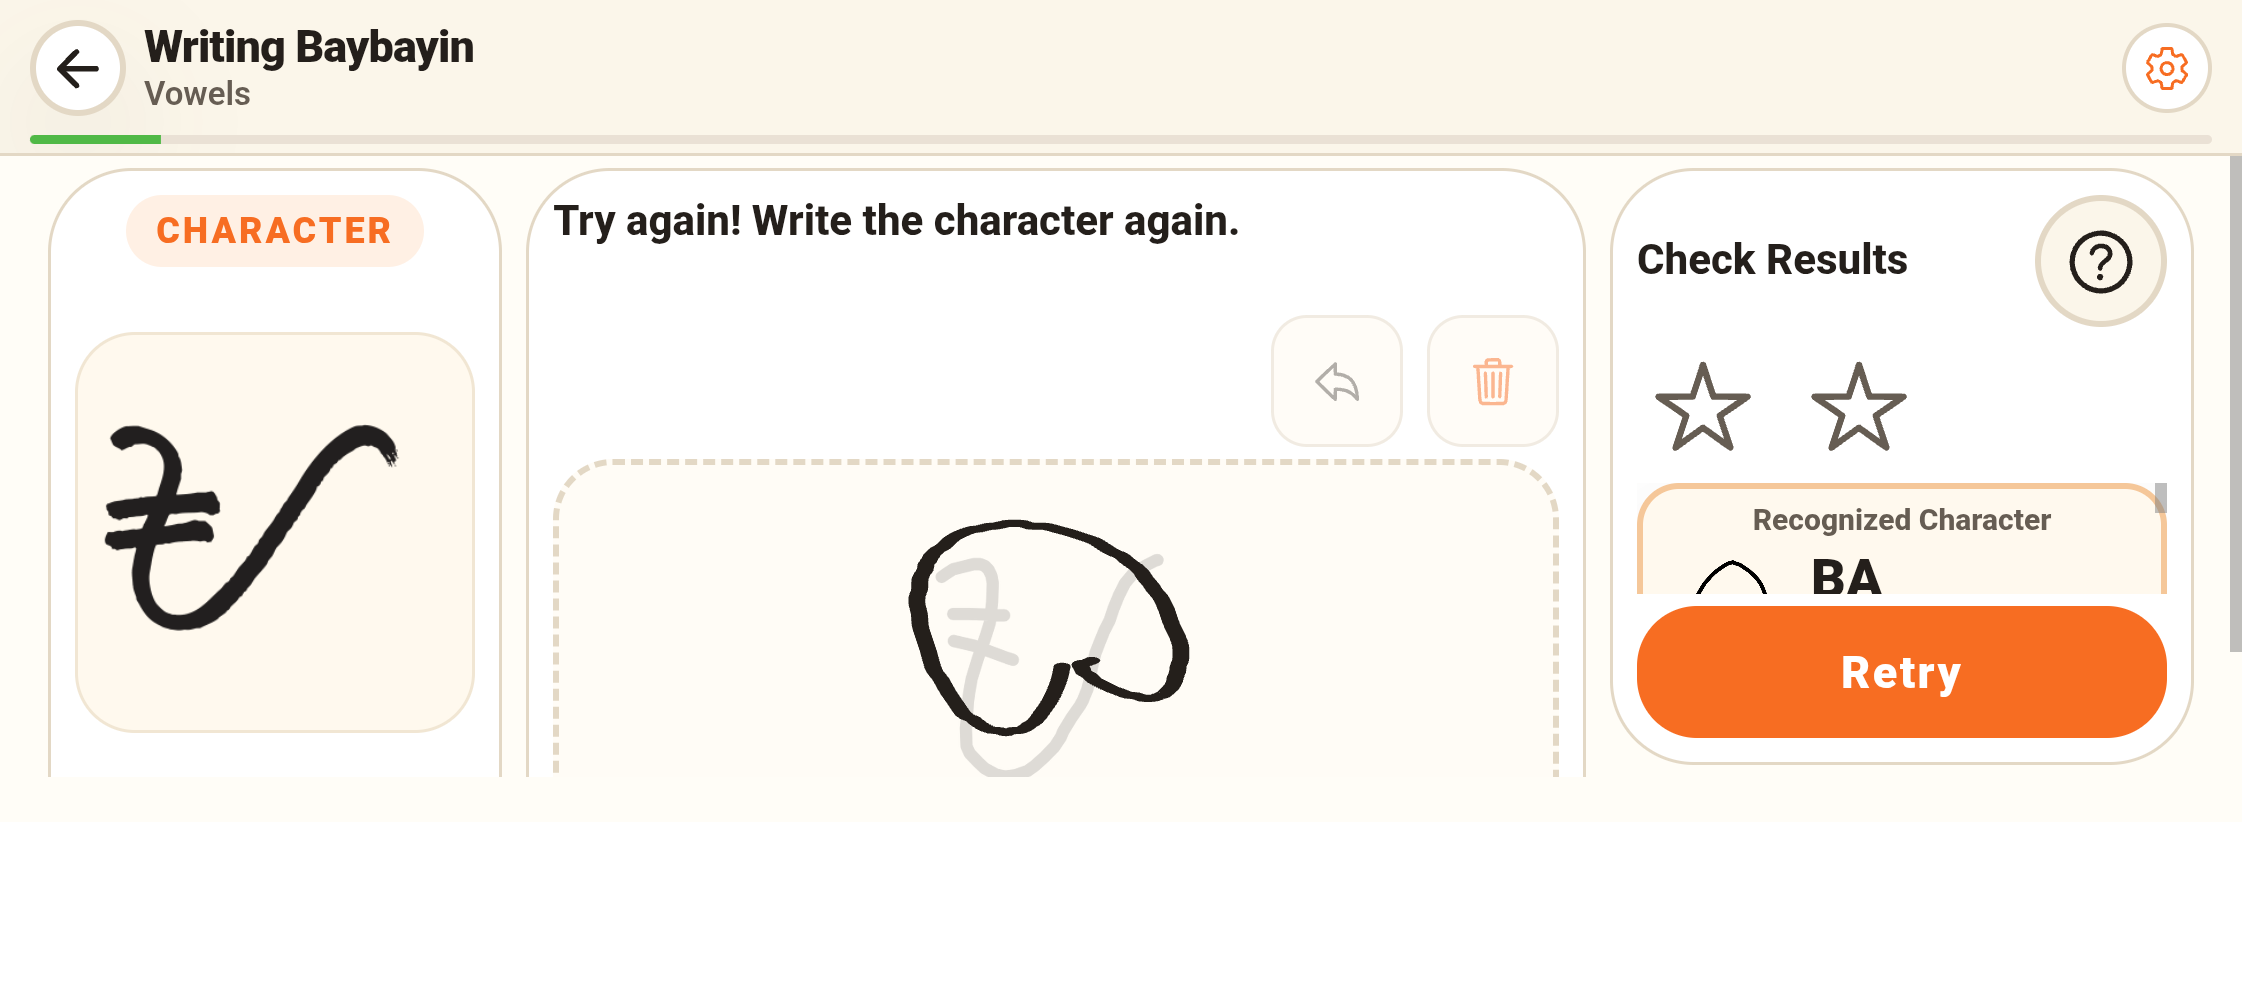 Writing Baybayin
Vowels
CHARACTER
ᜀ
Try again! Write the character again.
Check Results
Recognized Character
BA
Retry